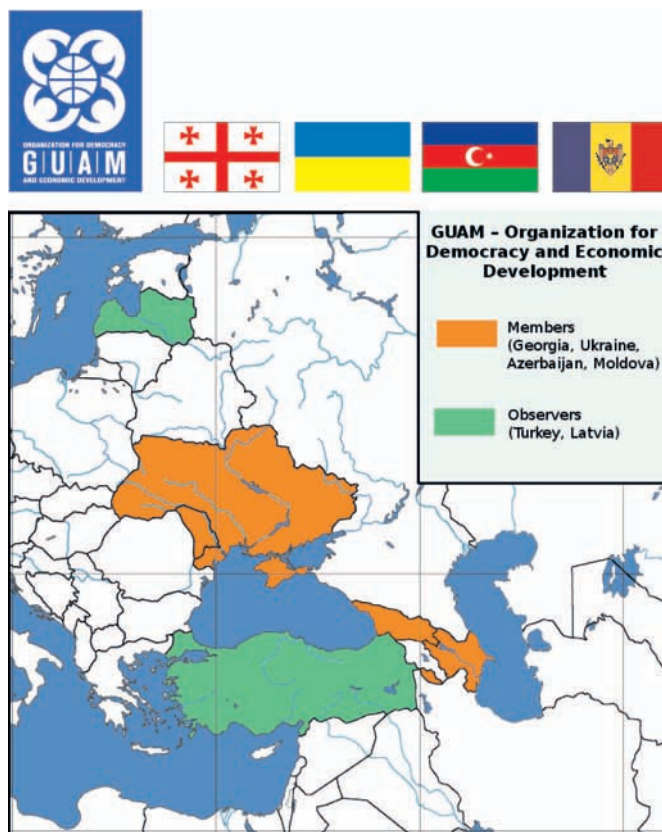 ORGANIZATION FOR DEMOCRACY
G|U|A|M
AND ECONOMIC DEVELOPMENT
GUAM – Organization for
Democracy and Economic
Development
Members
(Georgia, Ukraine,
Azerbaijan, Moldova)
Observers
(Turkey, Latvia)